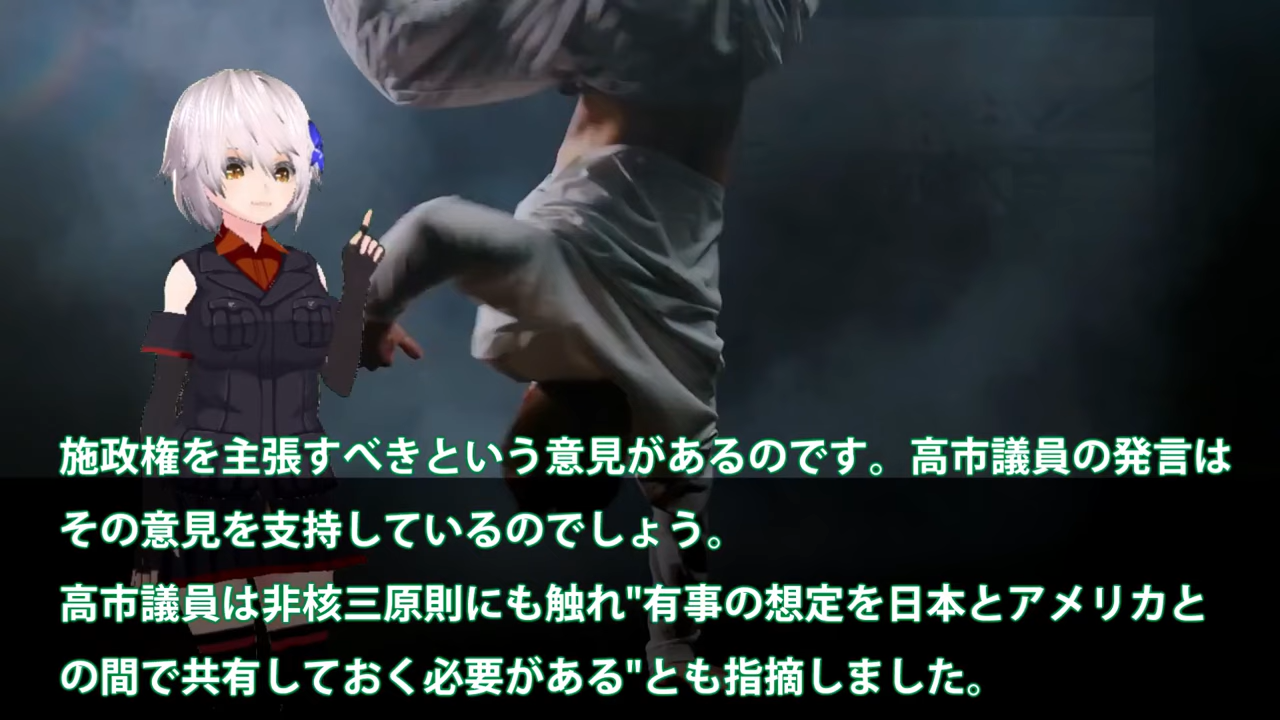 施政権を主張すべきという意見があるのです。高市議員の発言は
その意見を支持しているのでしょう。
高市議員は非核三原則にも触れ"有事の想定を日本とアメリカと
の間で共有しておく必要がある"とも指摘しました。